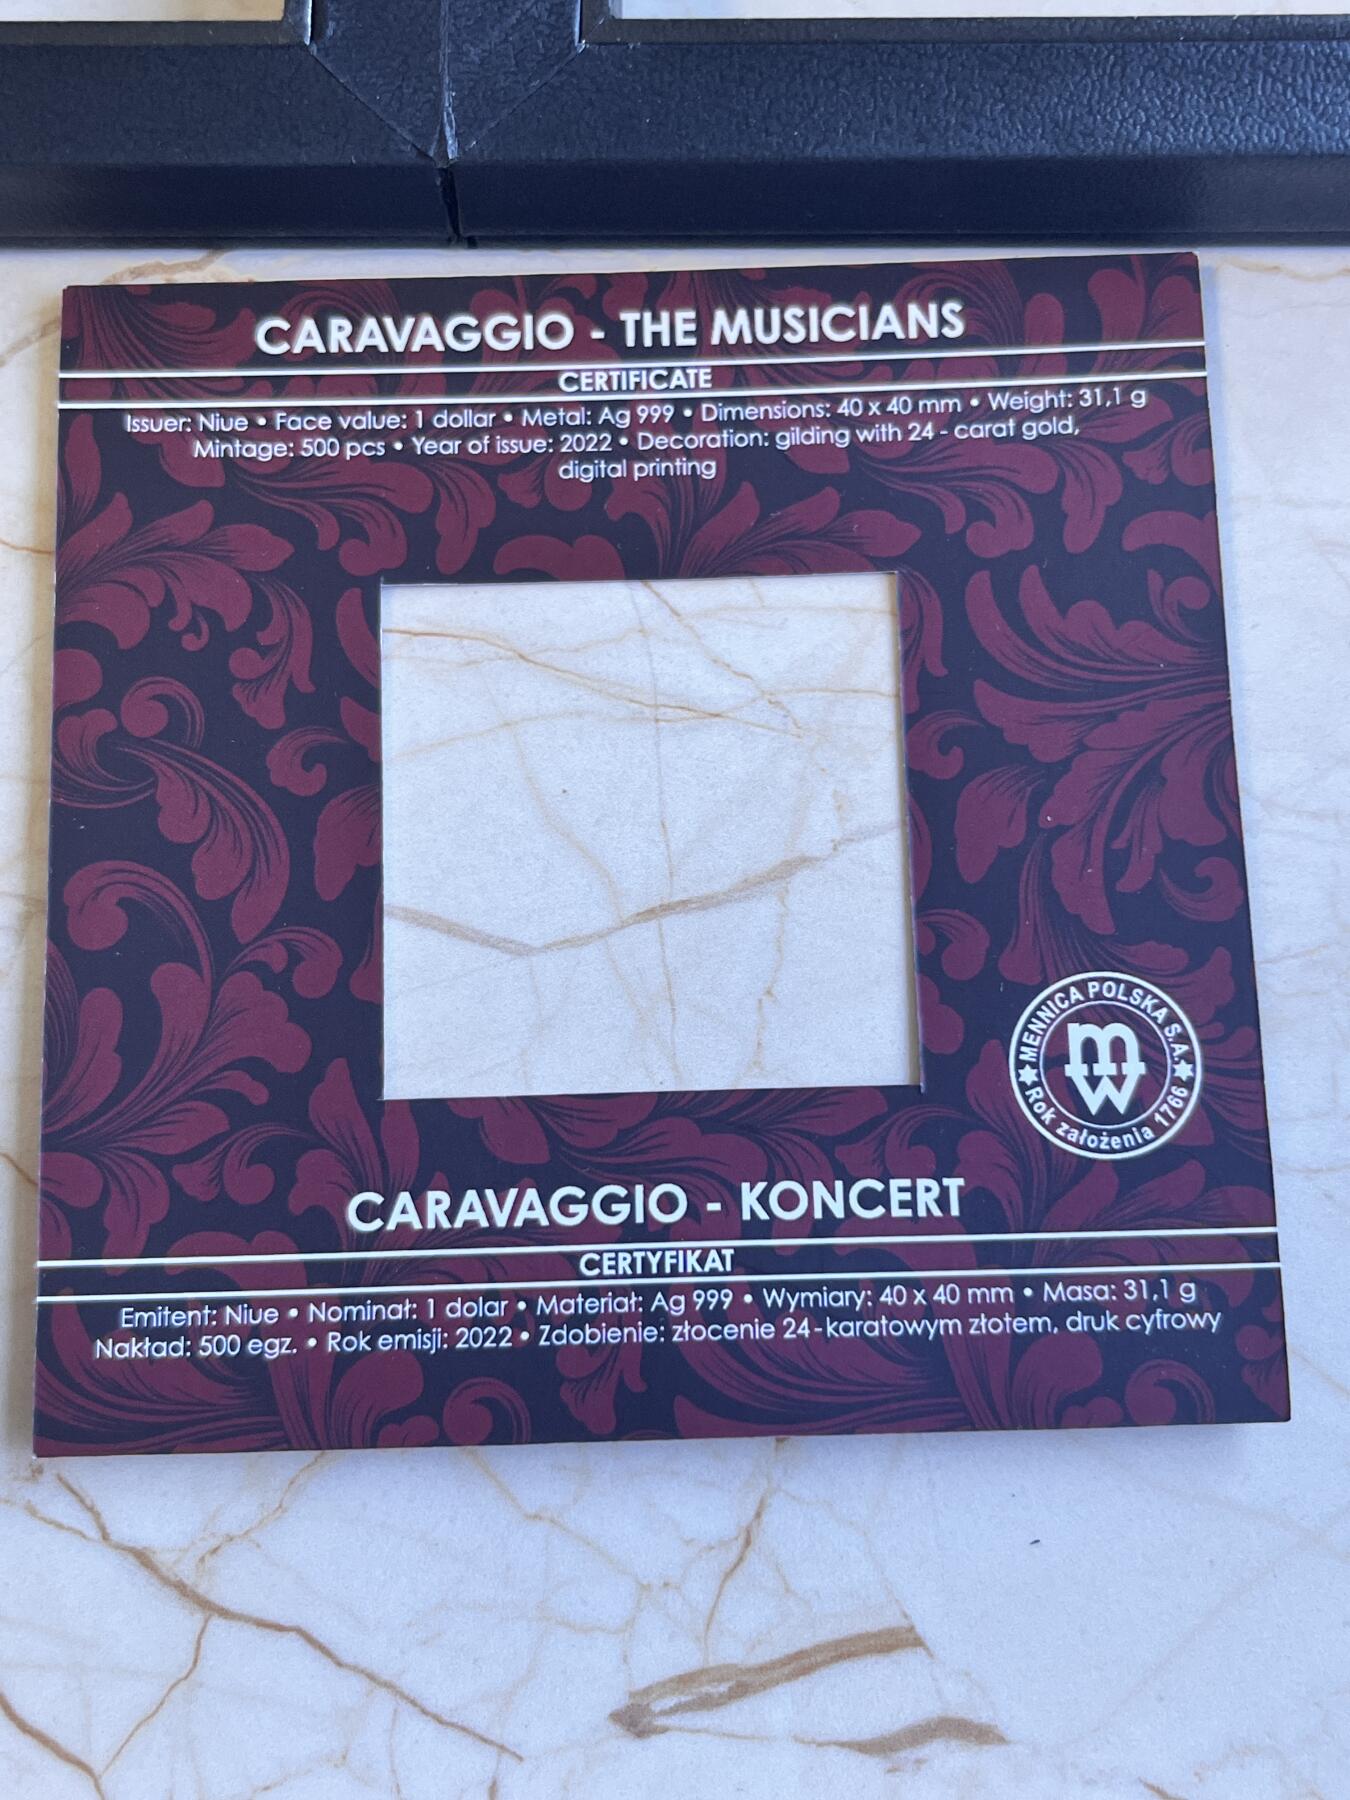 CARAVAGGIO - THE MUSICIANS
CERTIFICATE
Issuer: Niue • Face value: 1 dollar • Metal: Ag 999 • Dimensions: 40 x 40 mm • Weight: 31,1 g
Mintage: 500 pcs • Year of issue: 2022 • Decoration: gilding with 24 - carat gold,
digital printing
MENNICA POLSKA S.A.
mw
Rok założenia 1766
CARAVAGGIO - KONCERT
CERTYFIKAT
Emitent: Niue • Nominał: 1 dolar • Materiał: Ag 999 • Wymiary: 40 x 40 mm • Masa: 31,1 g
Nakład: 500 egz. • Rok emisji: 2022 • Zdobienie: złocenie 24-karatowym złotem, druk cyfrowy